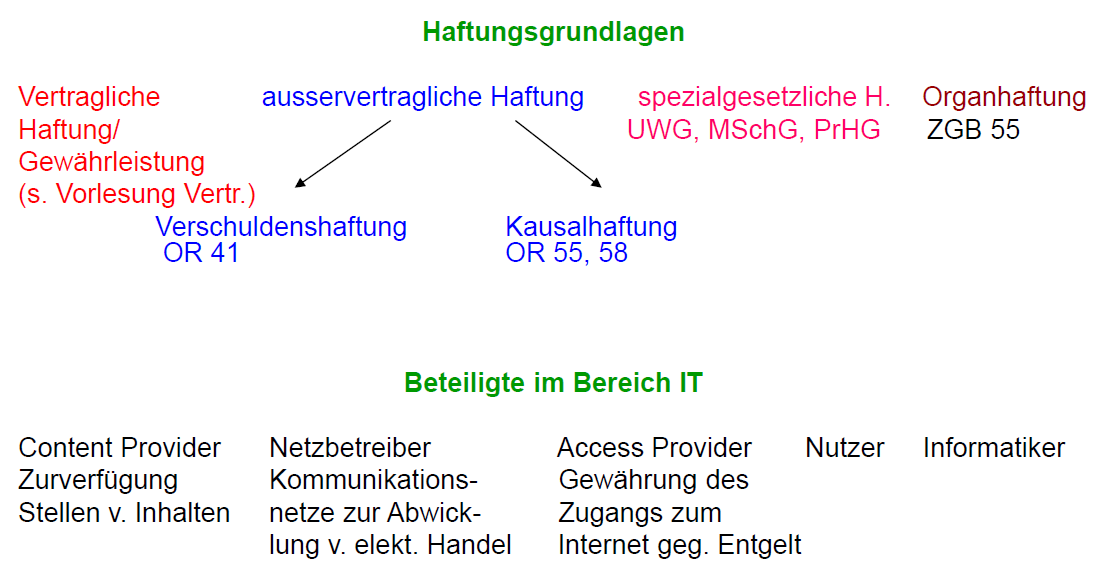 Haftungsgrundlagen
Vertragliche ausservertragliche Haftung spezialgesetzliche H. Organhaftung
Haftung/ UWG, MSchG, PrHG ZGB 55
Gewährleistung
(s. Vorlesung Vertr.)
Verschuldenshaftung Kausalhaftung
OR 41 OR 55, 58
Beteiligte im Bereich IT
Content Provider Netzbetreiber Access Provider Nutzer Informatiker
Zurverfügung Kommunikations- Gewährung des
Stellen v. Inhalten netze zur Abwick- Zugangs zum
lung v. elekt. Handel Internet geg. Entgelt